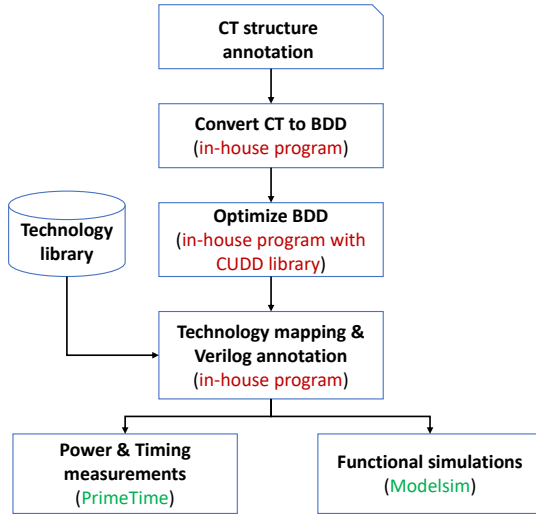 CT structure
annotation
Convert CT to BDD
(in-house program)
Optimize BDD
(in-house program with
CUDD library)
Technology
library
Technology mapping &
Verilog annotation
(in-house program)
Power & Timing
measurements
(PrimeTime)
Functional simulations
(Modelsim)